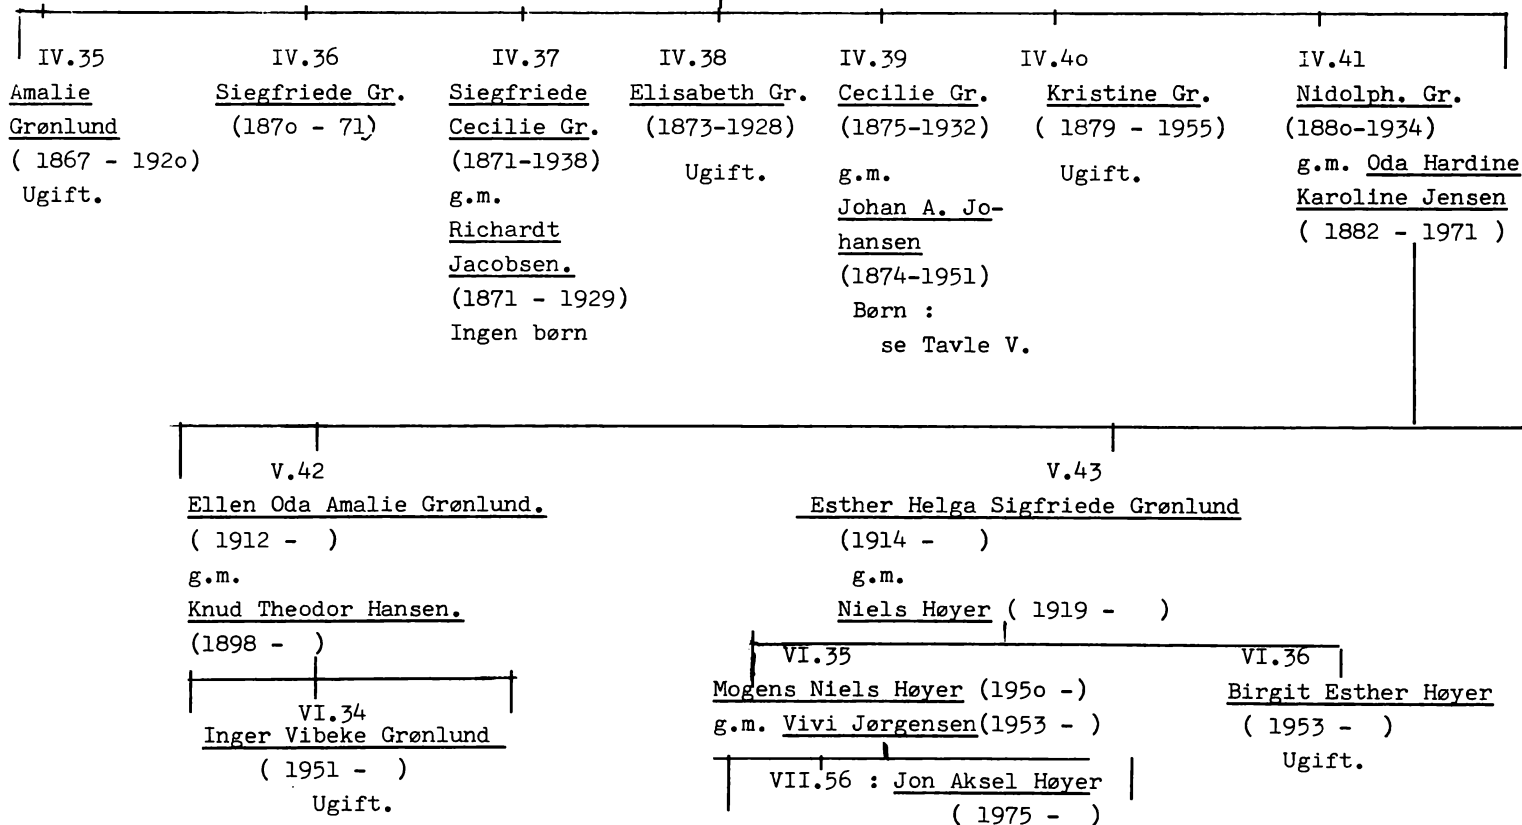 IV.35
Amalie
Grønlund
( 1867 - 192o)
Ugift.
IV.36
Siegfriede Gr.
(187o - 71)
IV.37
Siegfriede
Cecilie Gr.
(1871-1938)
g.m.
Richardt
Jacobsen.
(1871 - 1929)
Ingen børn
IV.38
Elisabeth Gr.
(1873-1928)
Ugift.
IV.39
Cecilie Gr.
(1875-1932)
g.m.
Johan A. Jo-
hansen
(1874-1951)
Børn :
se Tavle V.
IV.4o
Kristine Gr.
( 1879 - 1955)
Ugift.
IV.41
Nidolph. Gr.
(188o-1934)
g.m. Oda Hardine
Karoline Jensen
( 1882 - 1971 )
V.42
Ellen Oda Amalie Grønlund.
( 1912 -  )
g.m.
Knud Theodor Hansen.
(1898 -  )
VI.34
Inger Vibeke Grønlund
( 1951 -  )
Ugift.
V.43
Esther Helga Sigfriede Grønlund
(1914 -  )
g.m.
Niels Høyer ( 1919 -  )
VI.35
Mogens Niels Høyer (195o -)
g.m. Vivi Jørgensen(1953 - )
VII.56 : Jon Aksel Høyer
( 1975 -  )
VI.36
Birgit Esther Høyer
( 1953 -  )
Ugift.